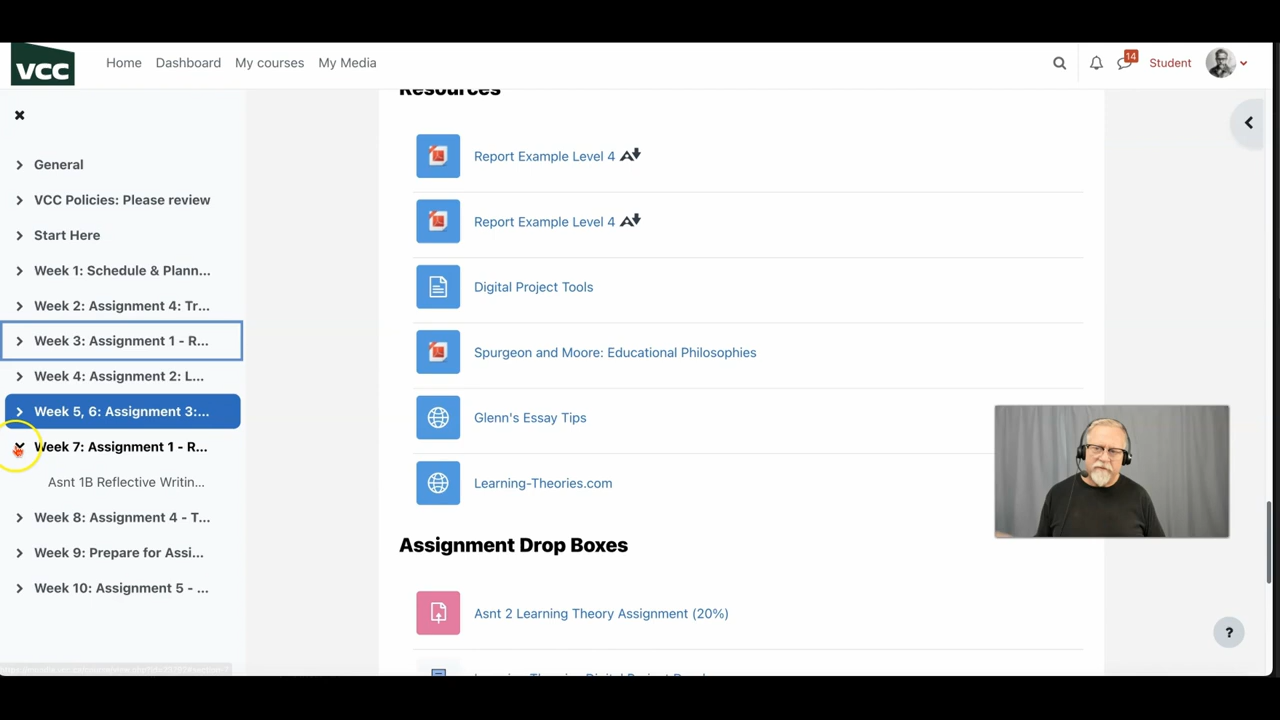 VCC
Home Dashboard My courses My Media
14
Student
General
VCC Policies: Please review
Start Here
Week 1: Schedule & Plann...
Week 2: Assignment 4: Tr...
Week 3: Assignment 1 - R...
Week 4: Assignment 2: L...
Week 5, 6: Assignment 3:...
Week 7: Assignment 1 - R...
Asnt 1B Reflective Writin...
Week 8: Assignment 4 - T...
Week 9: Prepare for Assi...
Week 10: Assignment 5 - ...
Resources
Report Example Level 4
Report Example Level 4
Digital Project Tools
Spurgeon and Moore: Educational Philosophies
Glenn's Essay Tips
Learning-Theories.com
Assignment Drop Boxes
Asnt 2 Learning Theory Assignment (20%)
?